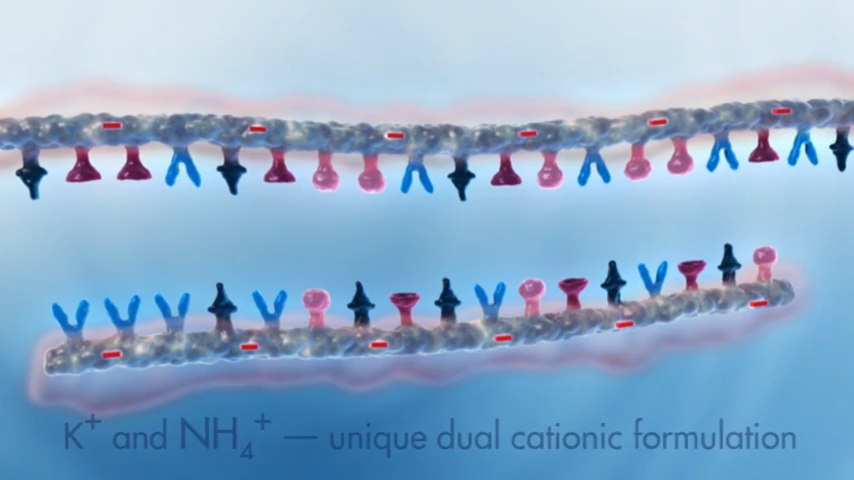 K⁺ and NH₄⁺ — unique dual cationic formulation